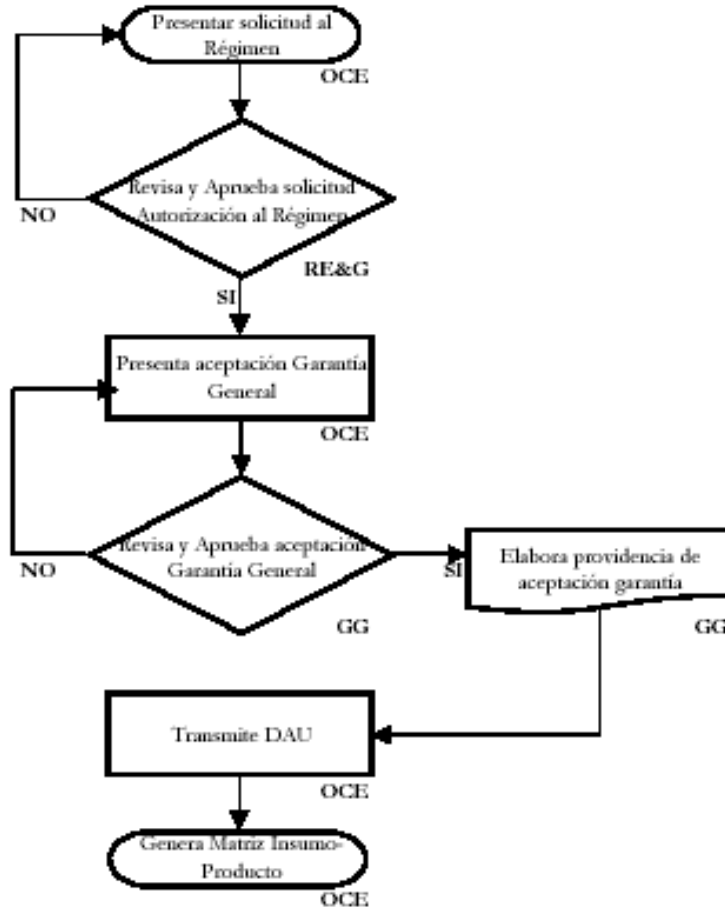 Presentar solicitud al
Régimen
OCE
Revisa y Aprueba solicitud
Autorización al Régimen
NO
RE&G
SI
Presenta aceptación Garantía
General
OCE
Revisa y Aprueba aceptación
Garantía General
NO
GG
SI
Elabora providencia de
aceptación garantía
GG
Transmite DAU
OCE
Genera Matriz Insumo-
Producto
OCE